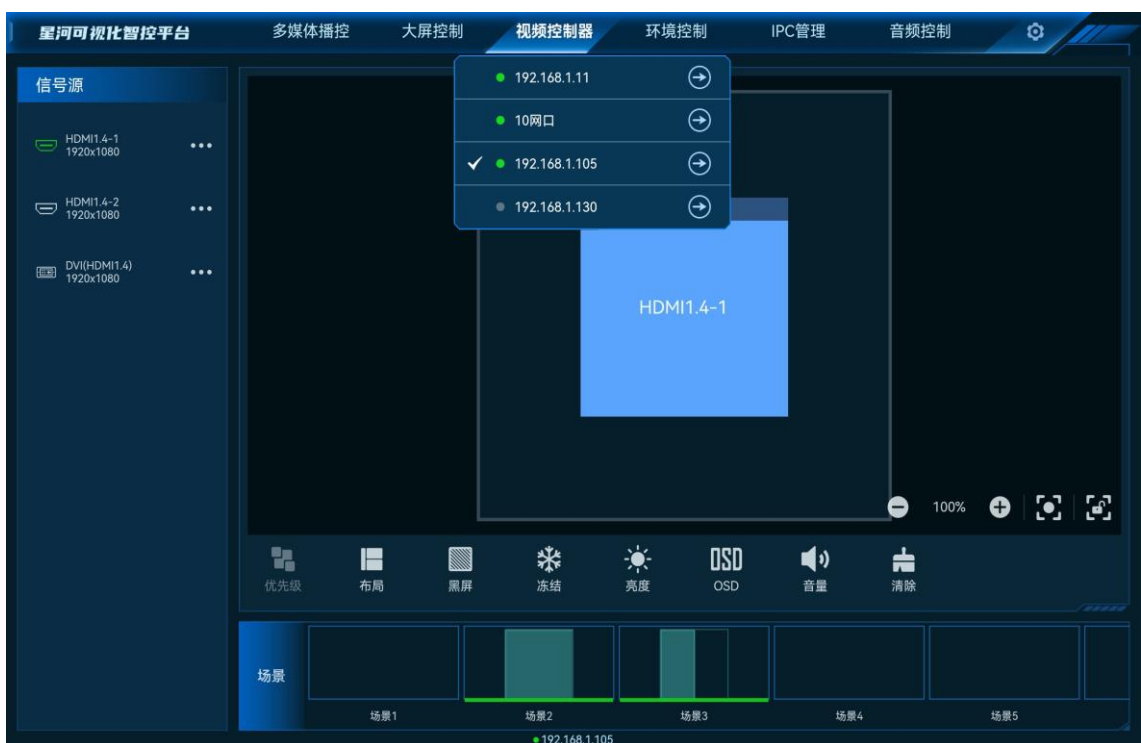 星河可视化智控平台
多媒体播控
大屏控制
视频控制器
环境控制
IPC管理
音频控制
信号源
HDMI1.4-1
1920x1080
HDMI1.4-2
1920x1080
DVI(HDMI1.4)
1920x1080
192.168.1.11
10网口
192.168.1.105
192.168.1.130
HDMI1.4-1
100%
优先级
布局
黑屏
冻结
亮度
OSD
OSD
音量
清除
场景
场景1
场景2
场景3
场景4
场景5
192.168.1.105